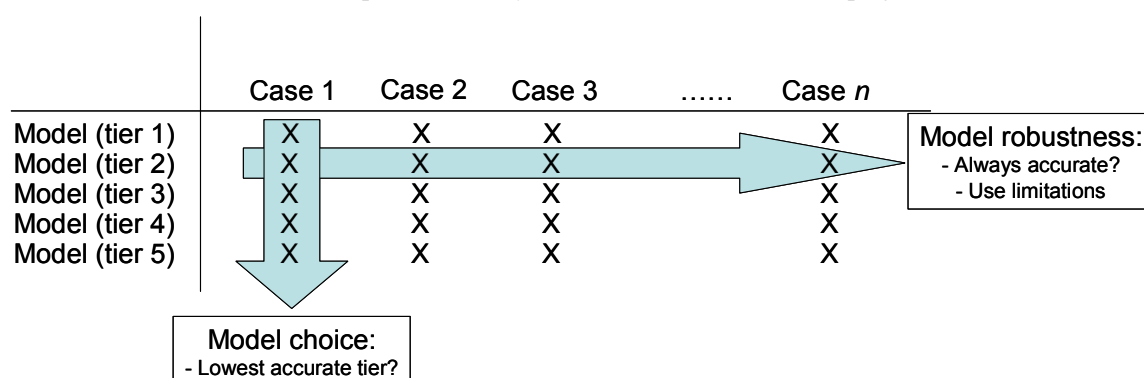 Case 1 Case 2 Case 3 ...... Case n
Model (tier 1) X X X X
Model (tier 2) X X X X
Model (tier 3) X X X X
Model (tier 4) X X X X
Model (tier 5) X X X X
Model robustness:
- Always accurate?
- Use limitations
Model choice:
- Lowest accurate tier?